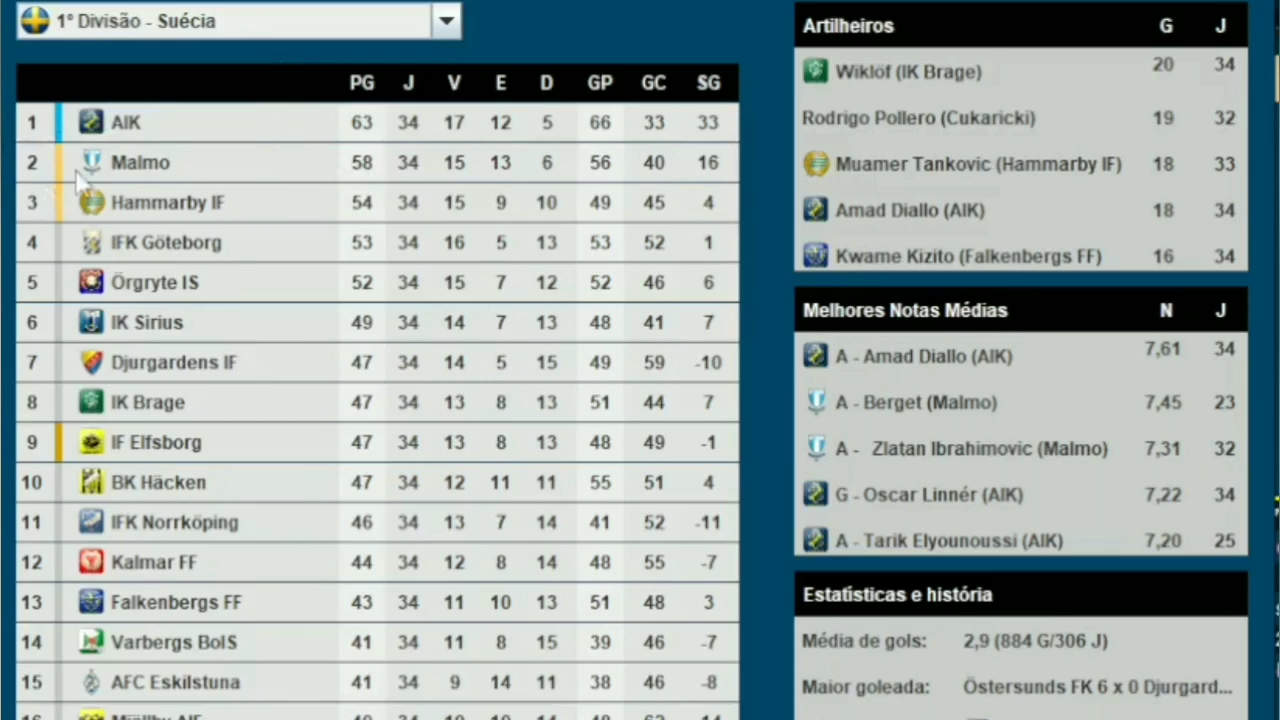 1ª Divisão - Suécia
PG J V E D GP GC SG
1 AIK 63 34 17 12 5 66 33 33
2 Malmo 58 34 15 13 6 56 40 16
3 Hammarby IF 54 34 15 9 10 49 45 4
4 IFK Göteborg 53 34 16 5 13 53 52 1
5 Örgryte IS 52 34 15 7 12 52 46 6
6 IK Sirius 49 34 14 7 13 48 41 7
7 Djurgardens IF 47 34 14 5 15 49 59 -10
8 IK Brage 47 34 13 8 13 51 44 7
9 IF Elfsborg 47 34 13 8 13 48 49 -1
10 BK Häcken 47 34 12 11 11 55 51 4
11 IFK Norrköping 46 34 13 7 14 41 52 -11
12 Kalmar FF 44 34 12 8 14 48 55 -7
13 Falkenbergs FF 43 34 11 10 13 51 48 3
14 Varbergs BoIS 41 34 11 8 15 39 46 -7
15 AFC Eskilstuna 41 34 9 14 11 38 46 -8
Artilheiros G J
Wiklöf (IK Brage) 20 34
Rodrigo Pollero (Cukaricki) 19 32
Muamer Tankovic (Hammarby IF) 18 33
Amad Diallo (AIK) 18 34
Kwame Kizito (Falkenbergs FF) 16 34
Melhores Notas Médias N J
A - Amad Diallo (AIK) 7,61 34
A - Berget (Malmo) 7,45 23
A - Zlatan Ibrahimovic (Malmo) 7,31 32
G - Oscar Linnér (AIK) 7,22 34
A - Tarik Elyounoussi (AIK) 7,20 25
Estatísticas e história
Média de gols: 2,9 (884 G/306 J)
Maior goleada: Östersunds FK 6 x 0 Djurgard...